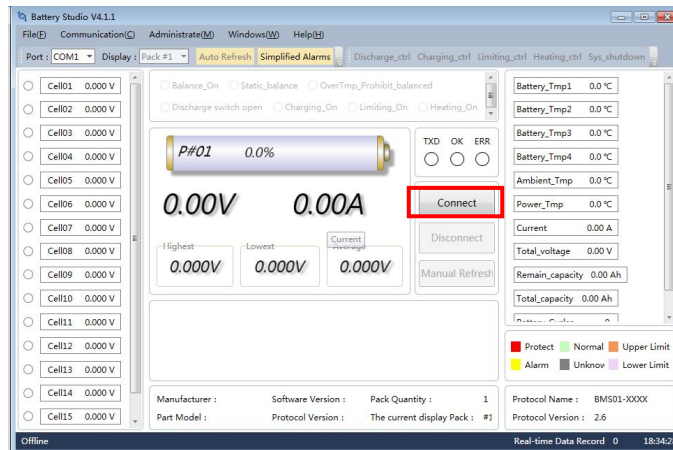 Battery Studio V4.1.1
File(F) Communication(C) Administrate(M) Windows(W) Help(H)
Port : COM1 Display : Pack #1 Auto Refresh Simplified Alarms Discharge_ctrl Charging_ctrl Limiting_ctrl Heating_ctrl Sys_shutdown
Cell01 0.000 V
Cell02 0.000 V
Cell03 0.000 V
Cell04 0.000 V
Cell05 0.000 V
Cell06 0.000 V
Cell07 0.000 V
Cell08 0.000 V
Cell09 0.000 V
Cell10 0.000 V
Cell11 0.000 V
Cell12 0.000 V
Cell13 0.000 V
Cell14 0.000 V
Cell15 0.000 V
Balance_On Static_balance OverTmp_Prohibit_balanced
Discharge switch open Charging_On Limiting_On Heating_On
P#01 0.0%
0.00V 0.00A
Highest Lowest Average
Current
0.000V 0.000V 0.000V
TXD OK ERR
Connect
Disconnect
Manual Refresh
Manufacturer : Software Version : Pack Quantity : 1
Part Model : Protocol Version : The current display Pack : #1
Battery_Tmp1 0.0 ℃
Battery_Tmp2 0.0 ℃
Battery_Tmp3 0.0 ℃
Battery_Tmp4 0.0 ℃
Ambient_Tmp 0.0 ℃
Power_Tmp 0.0 ℃
Current 0.00 A
Total_voltage 0.00 V
Remain_capacity 0.00 Ah
Total_capacity 0.00 Ah
Protect Normal Upper Limit
Alarm Unknov Lower Limit
Protocol Name : BMS01-XXXX
Protocol Version : 2.6
Offline Real-time Data Record 0 18:34:28